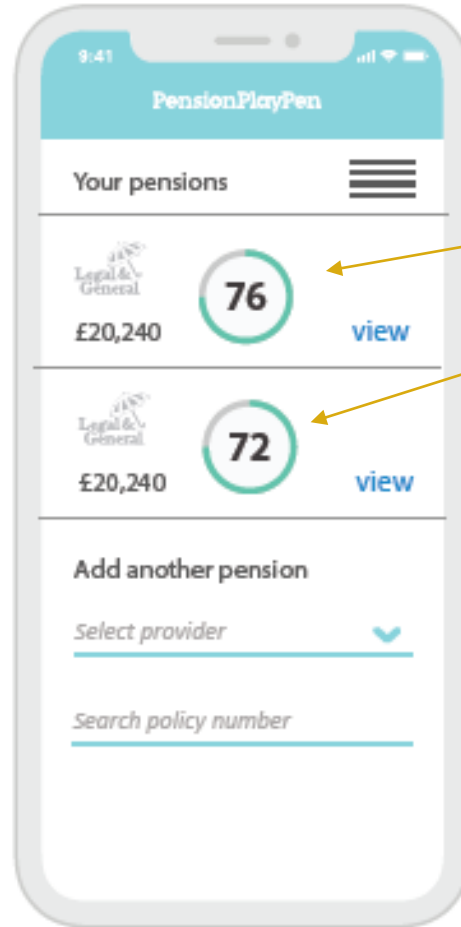 9:41
PensionPlayPen
Your pensions
Legal &
General
76
£20,240
view
Legal &
General
72
£20,240
view
Add another pension
Select provider
Search policy number